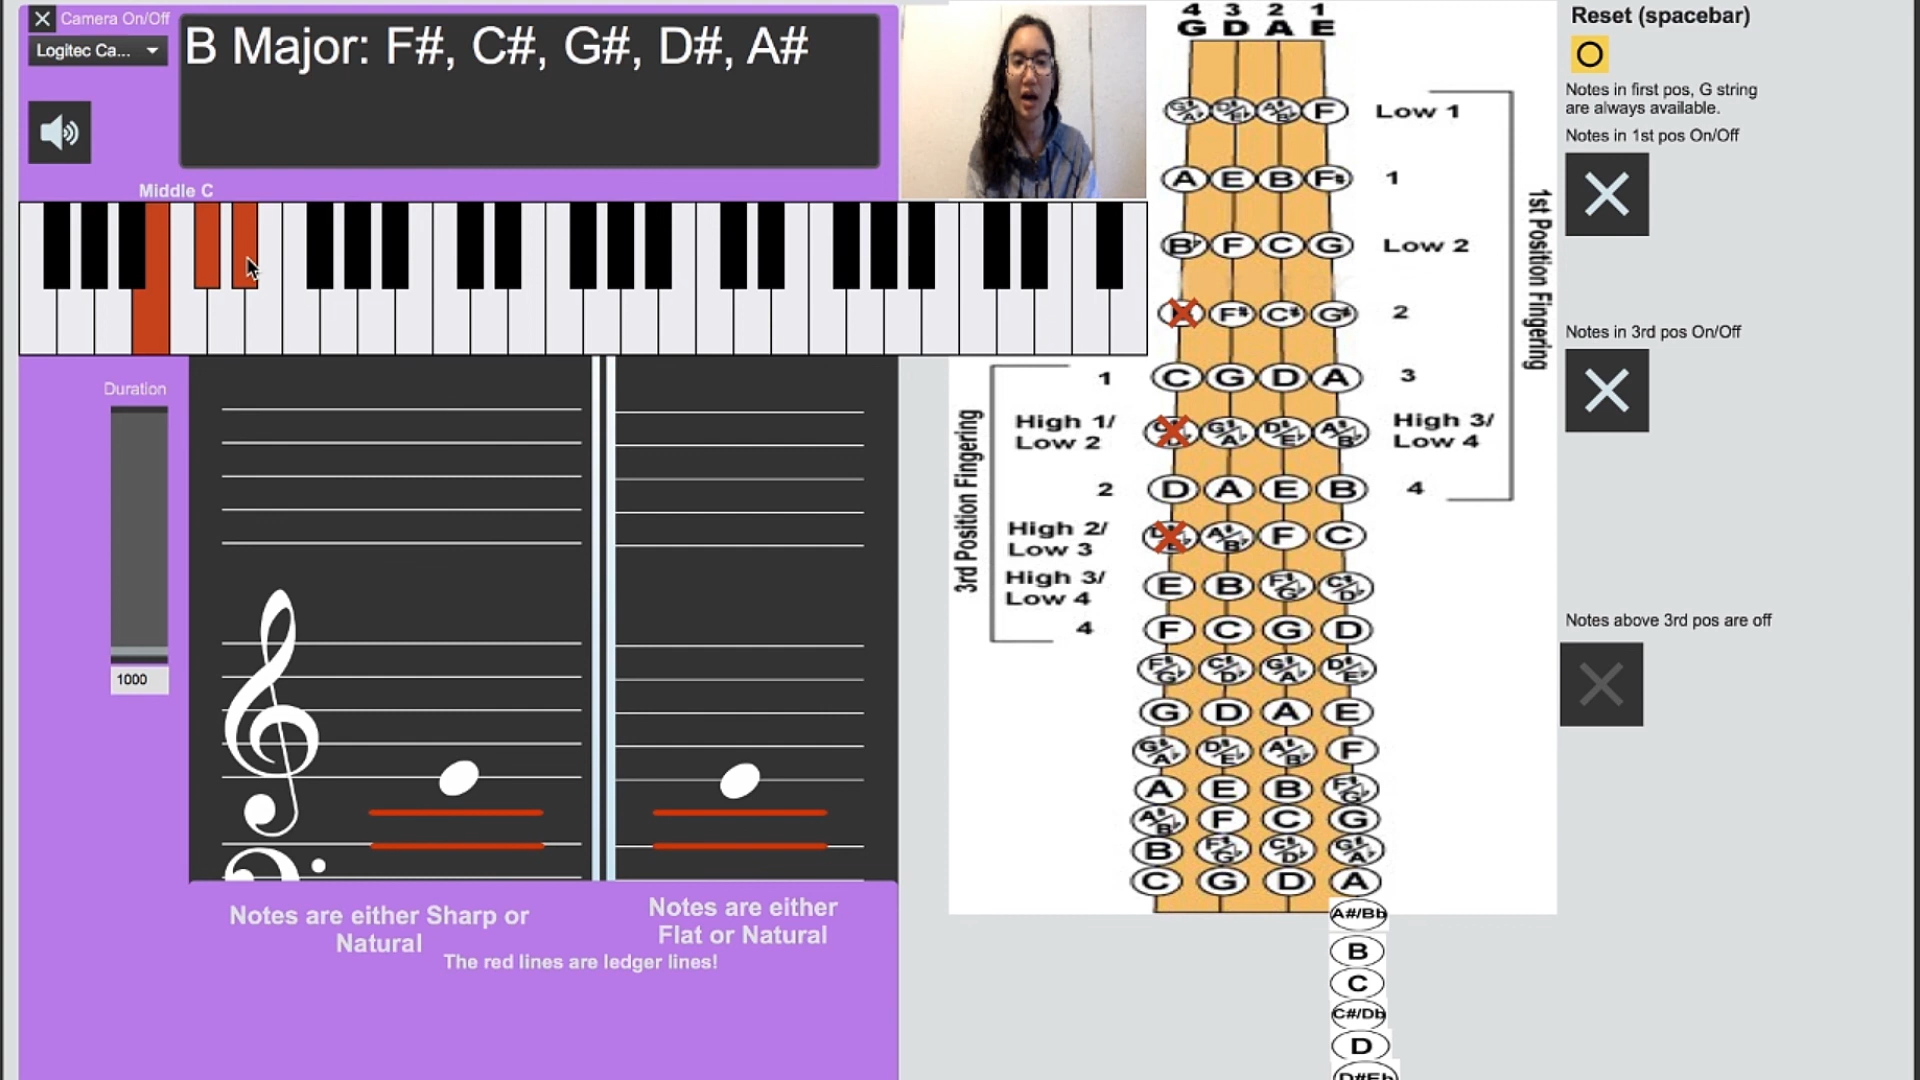 Camera On/Off
Logitec Ca...
B Major: F#, C#, G#, D#, A#
Middle C
Duration
1000
Notes are either Sharp or
Natural
Notes are either
Flat or Natural
The red lines are ledger lines!
4 3 2 1
G D A E
G#/A♭ D#/E♭ A#/B♭ F Low 1
A E B F# 1
B♭ F C G Low 2
F# C# G# 2
1 C G D A 3
High 1/
Low 2
G#/A♭ D#/E♭ A#/B♭
High 3/
Low 4
2 D A E B 4
High 2/
Low 3
A#/B♭ F C
High 3/
Low 4
E B F#/G♭ C#/D♭
4 F C G D
F#/G♭ C#/D♭ G#/A♭ D#/E♭
G D A E
G#/A♭ D#/E♭ A#/B♭ F
A E B F#/G♭
A#/B♭ F C G
B F#/G♭ C#/D♭ G#/A♭
C G D A
A#/Bb
B
C
C#/Db
D
D#Eb
1st Position Fingering
3rd Position Fingering
Reset (spacebar)
Notes in first pos, G string
are always available.
Notes in 1st pos On/Off
Notes in 3rd pos On/Off
Notes above 3rd pos are off